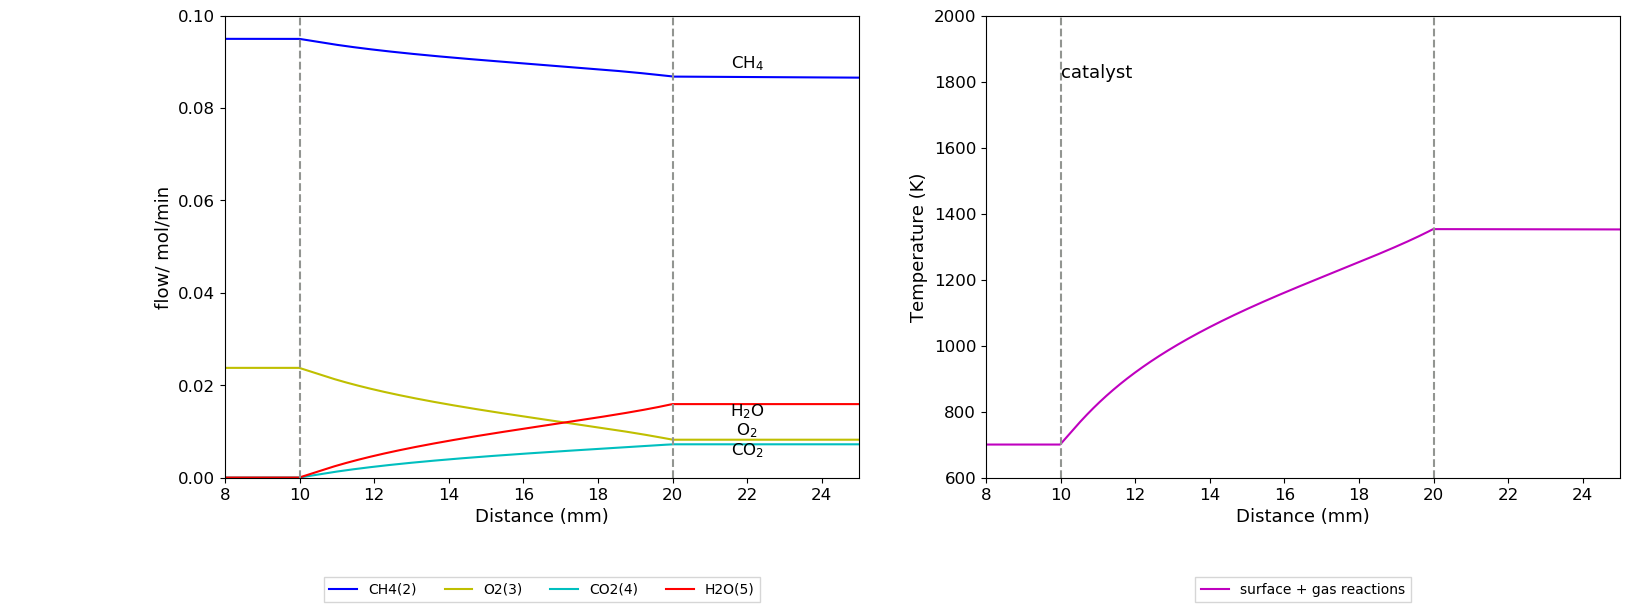 0.10
0.08
0.06
0.04
0.02
0.00
flow/ mol/min
CH₄
H₂O
O₂
CO₂
8 10 12 14 16 18 20 22 24
Distance (mm)
CH4(2) O2(3) CO2(4) H2O(5)
2000
1800
1600
1400
1200
1000
800
600
Temperature (K)
catalyst
8 10 12 14 16 18 20 22 24
Distance (mm)
surface + gas reactions